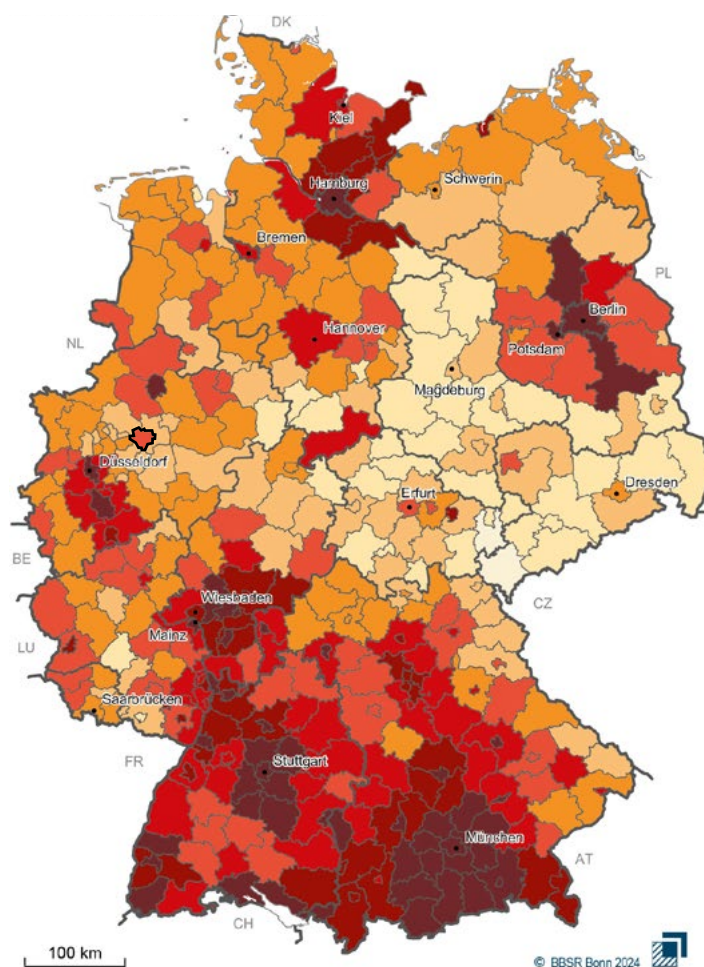 DK
Kiel
Schwerin
Hamburg
Bremen
PL
Berlin
Hannover
Potsdam
NL
Magdeburg
Düsseldorf
Dresden
Erfurt
BE
Wiesbaden
CZ
Mainz
LU
Saarbrücken
FR
Stuttgart
München
AT
CH
100 km
© BBSR Bonn 2024